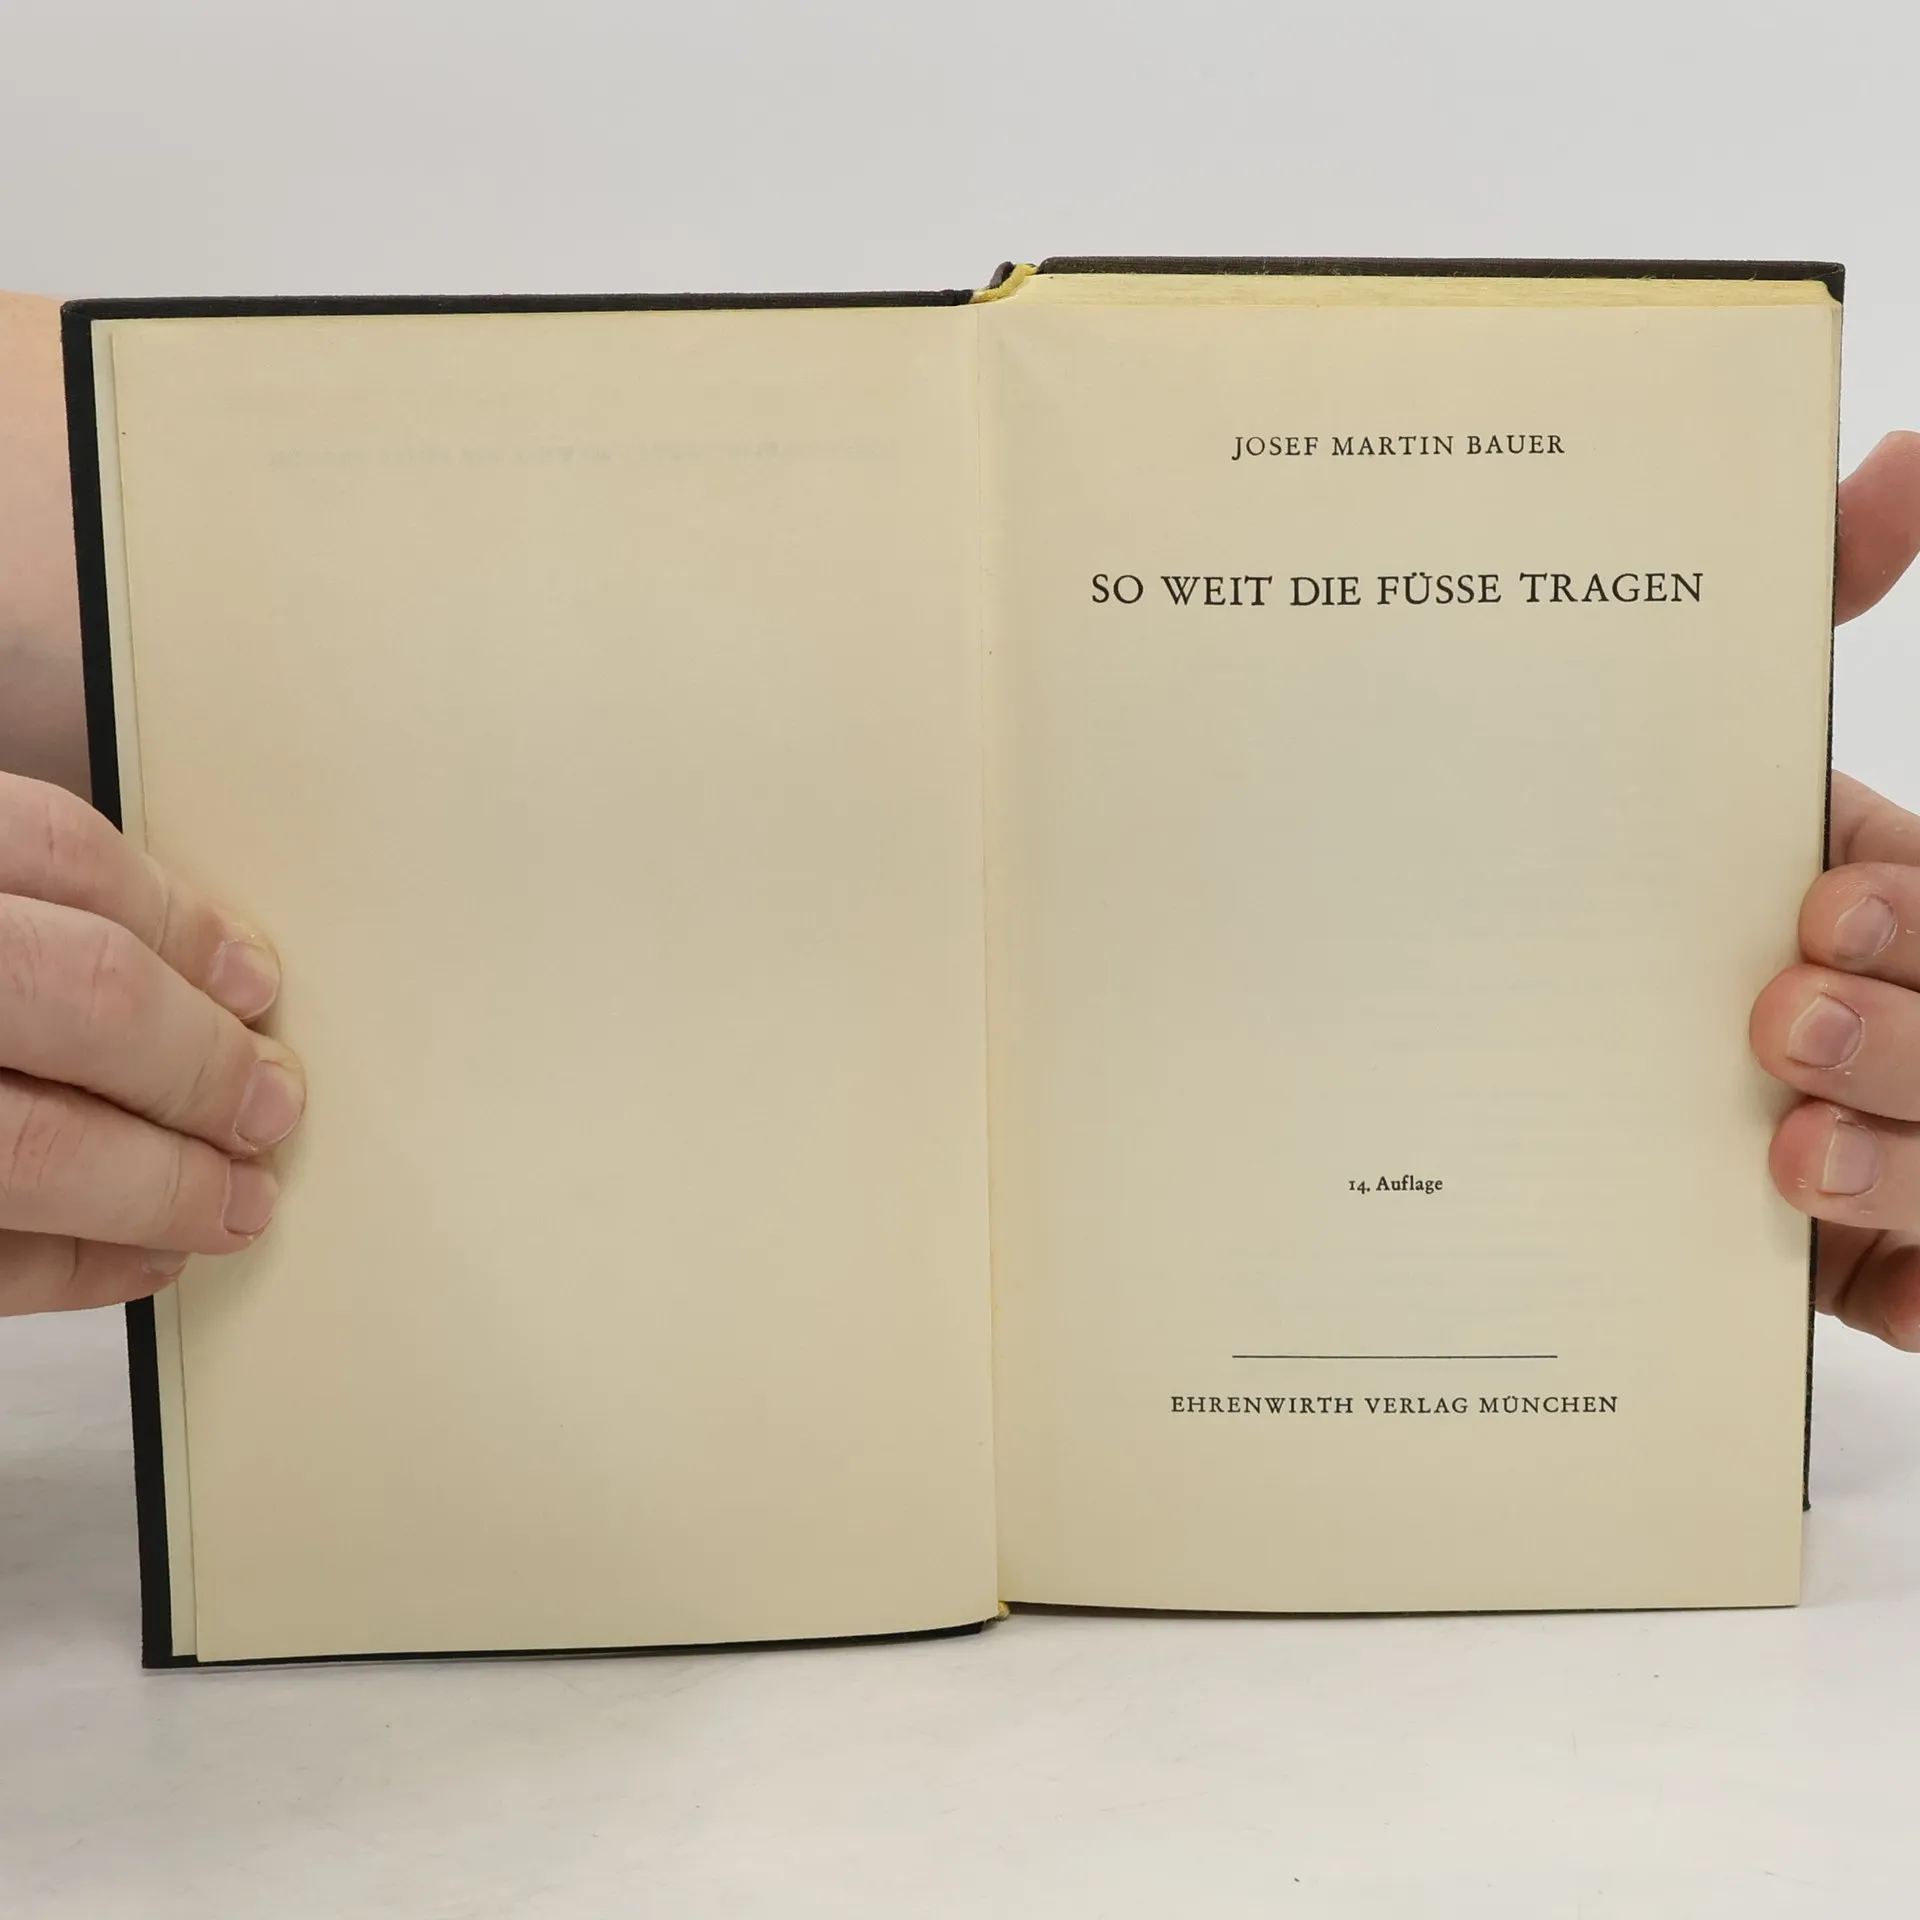 JOSEF MARTIN BAUER
SO WEIT DIE FÜSSE TRAGEN
14. Auflage
EHRENWIRTH VERLAG MÜNCHEN